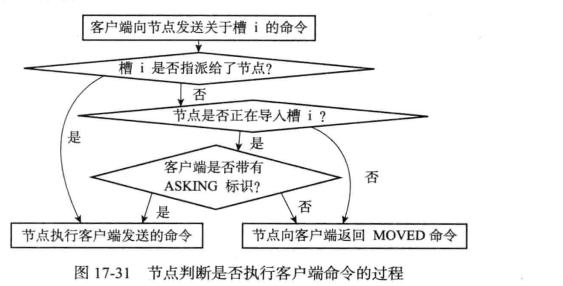 客户端向节点发送关于槽 i 的命令
槽 i 是否指派给了节点?
否
节点是否正在导入槽 i ?
是
是
客户端是否带有
ASKING 标识?
否
是
否
节点执行客户端发送的命令
节点向客户端返回 MOVED 命令
图 17-31 节点判断是否执行客户端命令的过程